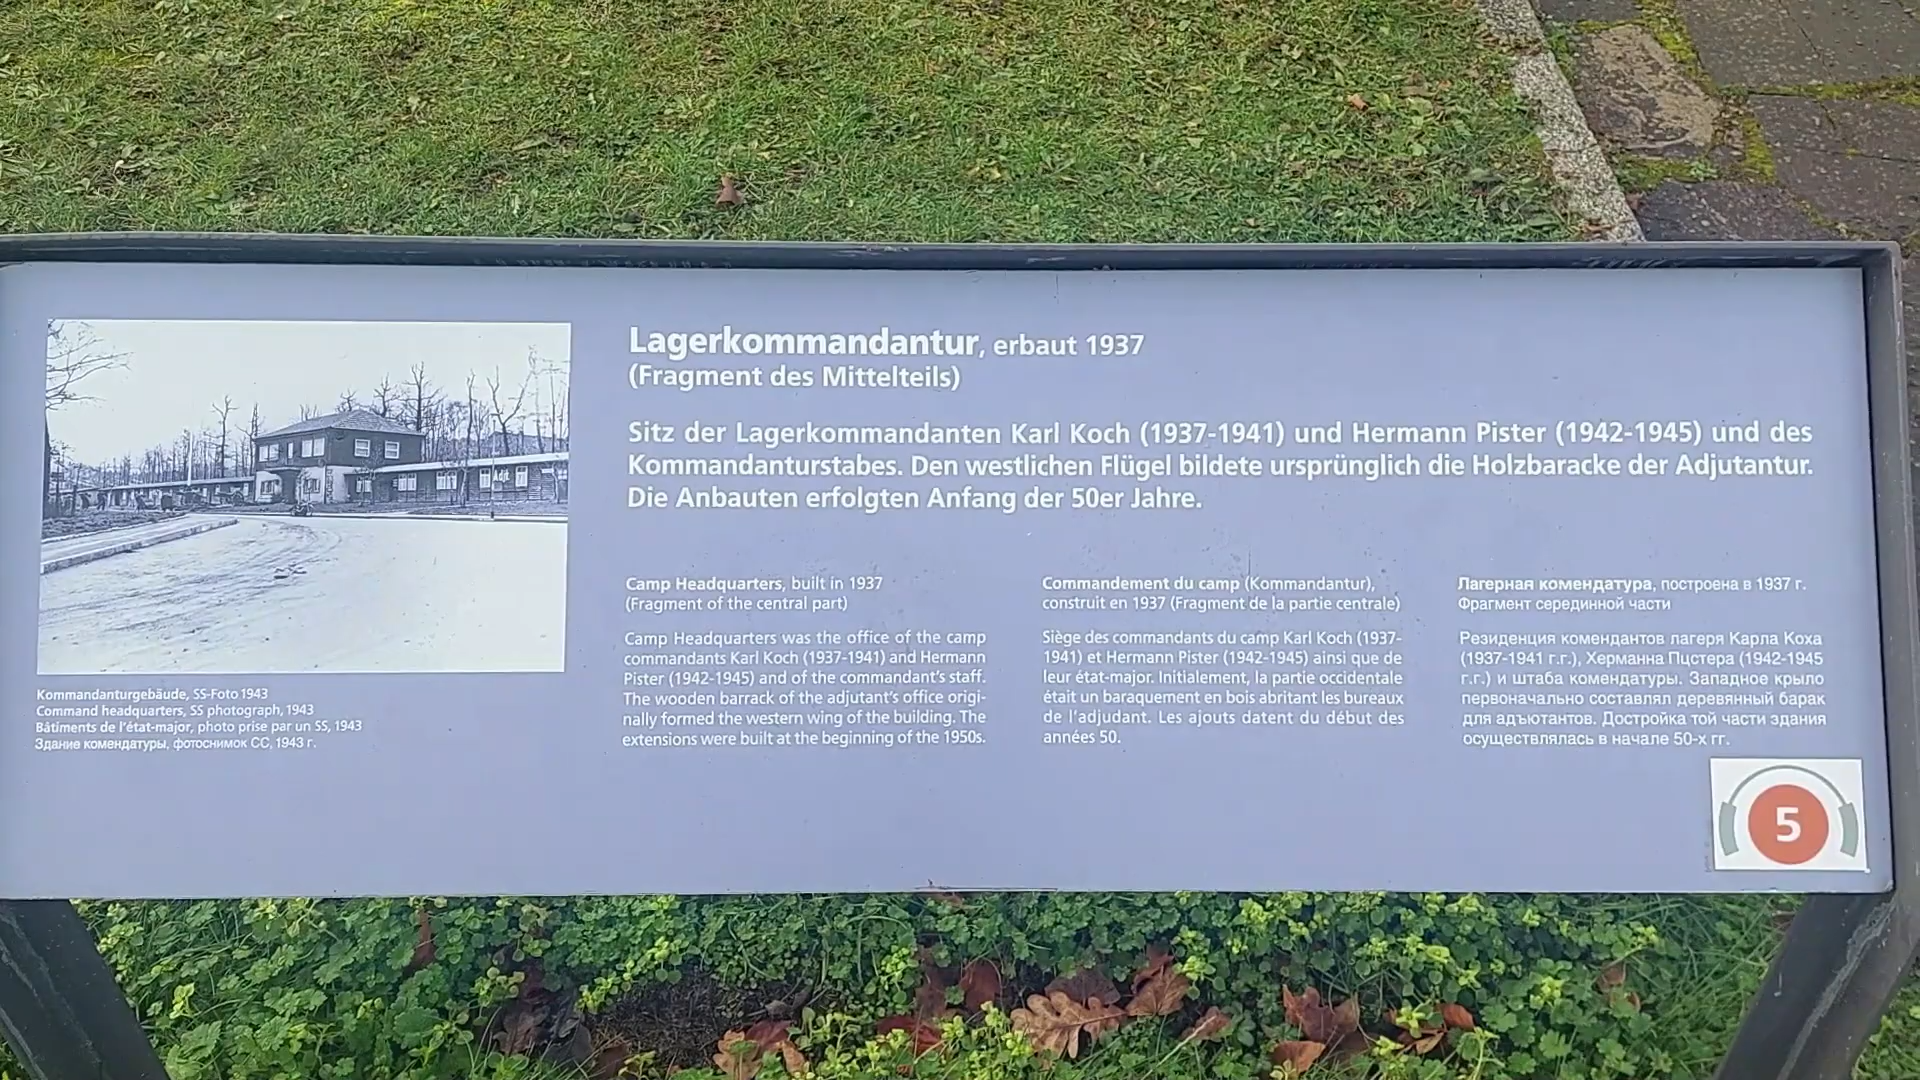 Lagerkommandantur, erbaut 1937
(Fragment des Mittelteils)
Sitz der Lagerkommandanten Karl Koch (1937-1941) und Hermann Pister (1942-1945) und des
Kommandanturstabes. Den westlichen Flügel bildete ursprünglich die Holzbaracke der Adjutantur.
Die Anbauten erfolgten Anfang der 50er Jahre.
Kommandanturgebäude, SS-Foto 1943
Command headquarters, SS photograph, 1943
Bâtiments de l'état-major, photo prise par un SS, 1943
Здание комендатуры, фотоснимок СС, 1943 г.
Camp Headquarters, built in 1937
(Fragment of the central part)
Camp Headquarters was the office of the camp
commandants Karl Koch (1937-1941) and Hermann
Pister (1942-1945) and of the commandant's staff.
The wooden barrack of the adjutant's office origi-
nally formed the western wing of the building. The
extensions were built at the beginning of the 1950s.
Commandement du camp (Kommandantur),
construit en 1937 (Fragment de la partie centrale)
Siège des commandants du camp Karl Koch (1937-
1941) et Hermann Pister (1942-1945) ainsi que de
leur état-major. Initialement, la partie occidentale
était un baraquement en bois abritant les bureaux
de l'adjudant. Les ajouts datent du début des
années 50.
Лагерная комендатура, построена в 1937 г.
Фрагмент серединной части
Резиденция комендантов лагеря Карла Коха
(1937-1941 г.г.), Херманна Пцстера (1942-1945
г.г.) и штаба комендатуры. Западное крыло
первоначально составлял деревянный барак
для адъютантов. Достройка той части здания
осуществлялась в начале 50-х гг.
5